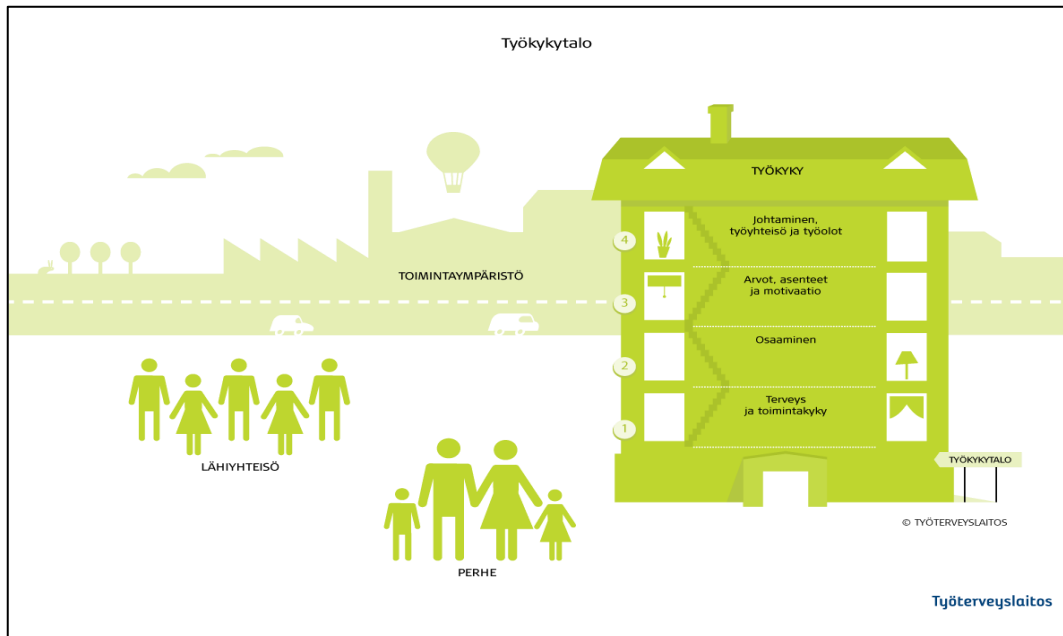 Työkykytalo
TYÖKYKY
4
Johtaminen,
työyhteisö ja työolot
TOIMINTAYMPÄRISTÖ
3
Arvot, asenteet
ja motivaatio
2
Osaaminen
1
Terveys
ja toimintakyky
LÄHIYHTEISÖ
TYÖKYKYTALO
© TYÖTERVEYSLAITOS
PERHE
Työterveyslaitos